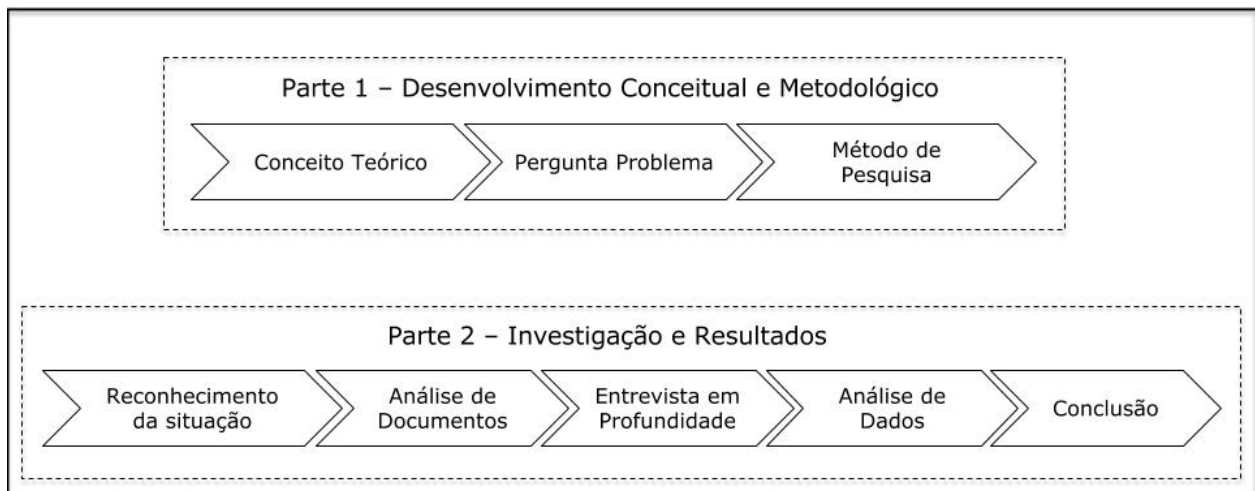 Parte 1 – Desenvolvimento Conceitual e Metodológico
Conceito Teórico
Pergunta Problema
Método de
Pesquisa
Parte 2 – Investigação e Resultados
Reconhecimento
da situação
Análise de
Documentos
Entrevista em
Profundidade
Análise de
Dados
Conclusão